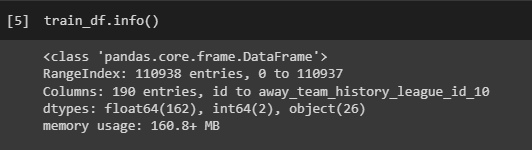 [5] train_df.info()
<class 'pandas.core.frame.DataFrame'>
RangeIndex: 110938 entries, 0 to 110937
Columns: 190 entries, id to away_team_history_league_id_10
dtypes: float64(162), int64(2), object(26)
memory usage: 160.8+ MB